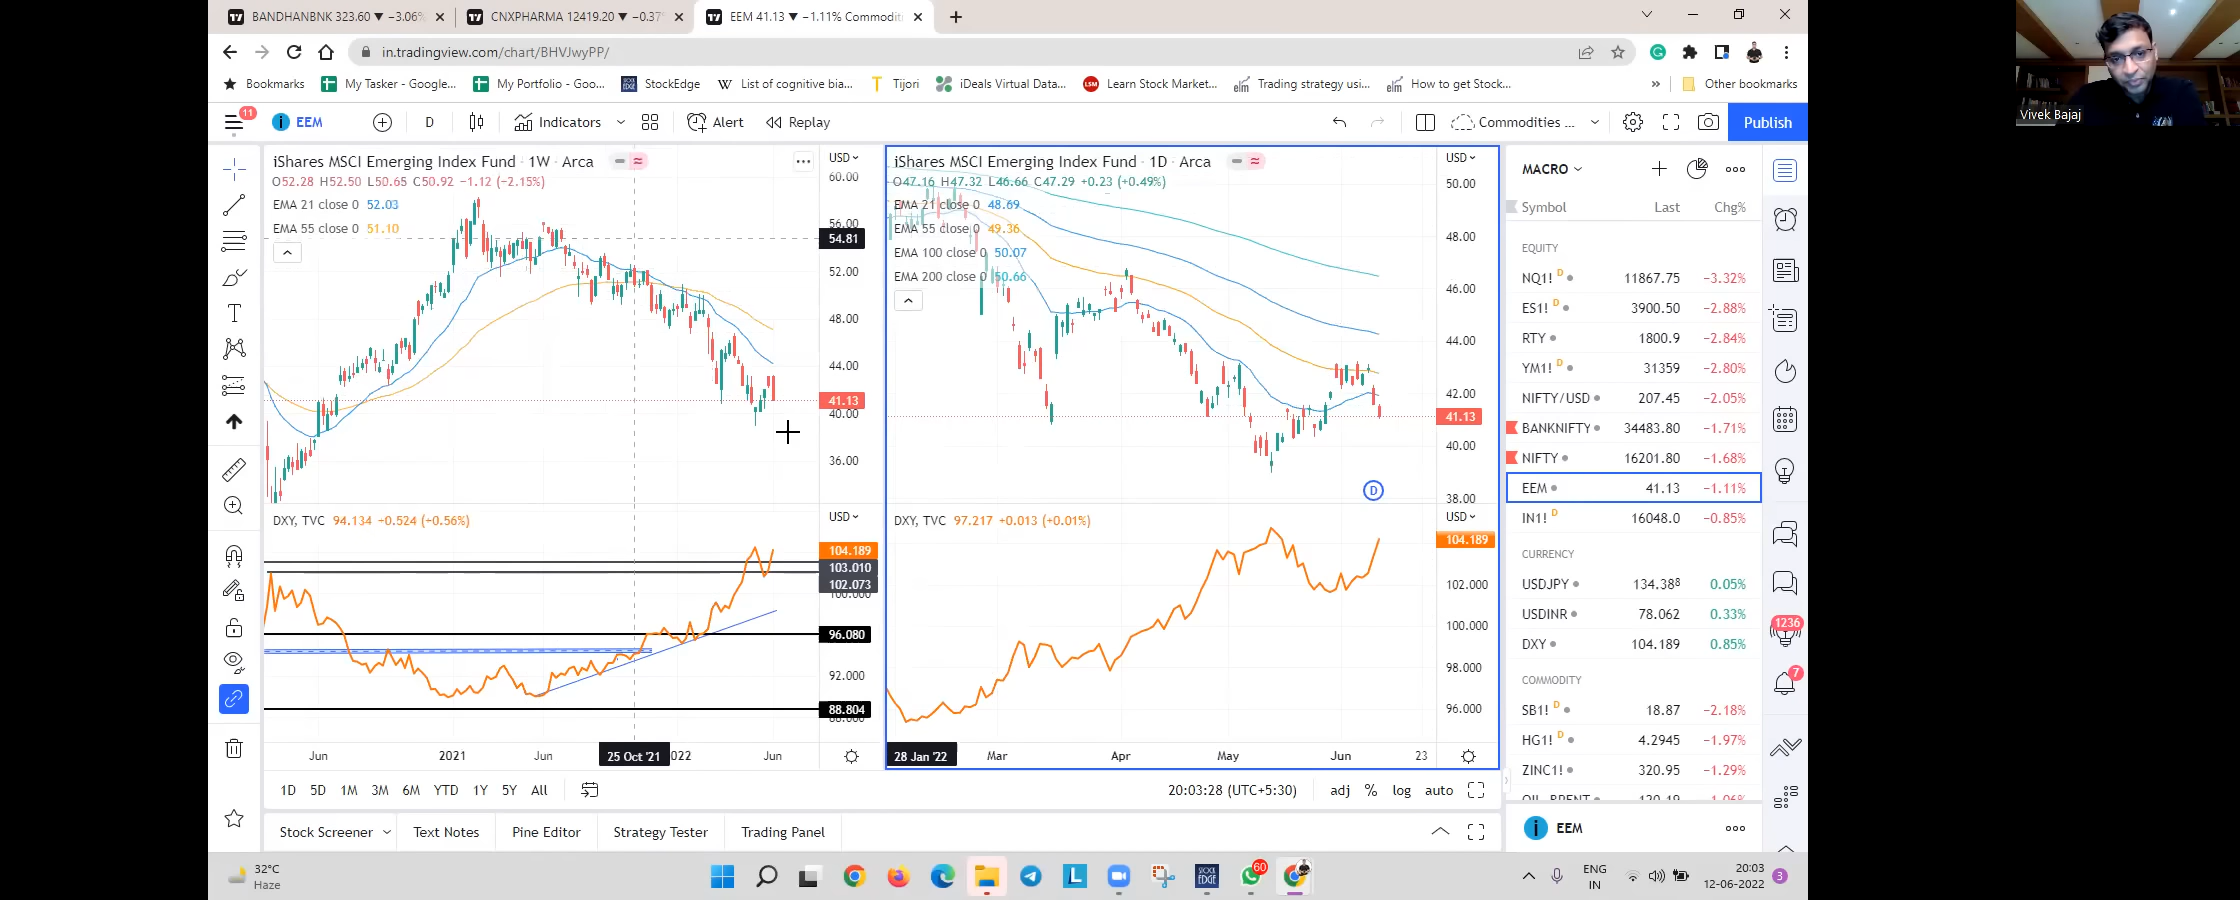 BANDHANBNK 323.60 ▼ −3.06%
CNXPHARMA 12419.20 ▼ −0.37%
EEM 41.13 ▼ −1.11% Commodit
in.tradingview.com/chart/BHVJwyPP/
Bookmarks My Tasker - Google... My Portfolio - Goo... StockEdge List of cognitive bia... Tijori iDeals Virtual Data... Learn Stock Market... Trading strategy usi... How to get Stock... » Other bookmarks
11 EEM D Indicators Alert Replay Commodities ... Publish
iShares MSCI Emerging Index Fund · 1W · Arca
USD
O52.28 H52.50 L50.65 C50.92 −1.12 (−2.15%)
EMA 21 close 0 52.03
EMA 55 close 0 51.10
60.00
56.00
54.81
52.00
48.00
44.00
41.13
40.00
36.00
DXY, TVC 94.134 +0.524 (+0.56%)
USD
104.189
103.010
102.073
100.000
96.080
92.000
88.804
88.000
Jun 2021 Jun 25 Oct '21 2022 Jun
iShares MSCI Emerging Index Fund · 1D · Arca
USD
O47.16 H47.32 L46.66 C47.29 +0.23 (+0.49%)
EMA 21 close 0 48.69
EMA 55 close 0 49.36
EMA 100 close 0 50.07
EMA 200 close 0 50.66
50.00
48.00
46.00
44.00
42.00
41.13
40.00
38.00
D
DXY, TVC 97.217 +0.013 (+0.01%)
USD
104.189
102.000
100.000
98.000
96.000
28 Jan '22 Mar Apr May Jun 23
1D 5D 1M 3M 6M YTD 1Y 5Y All
20:03:28 (UTC+5:30) adj % log auto
Stock Screener Text Notes Pine Editor Strategy Tester Trading Panel
MACRO
Symbol Last Chg%
EQUITY
NQ1! D 11867.75 −3.32%
ES1! D 3900.50 −2.88%
RTY 1800.9 −2.84%
YM1! D 31359 −2.80%
NIFTY/USD 207.45 −2.05%
BANKNIFTY 34483.80 −1.71%
NIFTY 16201.80 −1.68%
EEM 41.13 −1.11%
IN1! D 16048.0 −0.85%
CURRENCY
USDJPY 134.388 0.05%
USDINR 78.062 0.33%
DXY 104.189 0.85%
COMMODITY
SB1! D 18.87 −2.18%
HG1! D 4.2945 −1.97%
ZINC1! 320.95 −1.29%
EEM
1236
7
32°C
Haze
STOCK EDGE
60
ENG
IN
20:03
12-06-2022
3
Vivek Bajaj